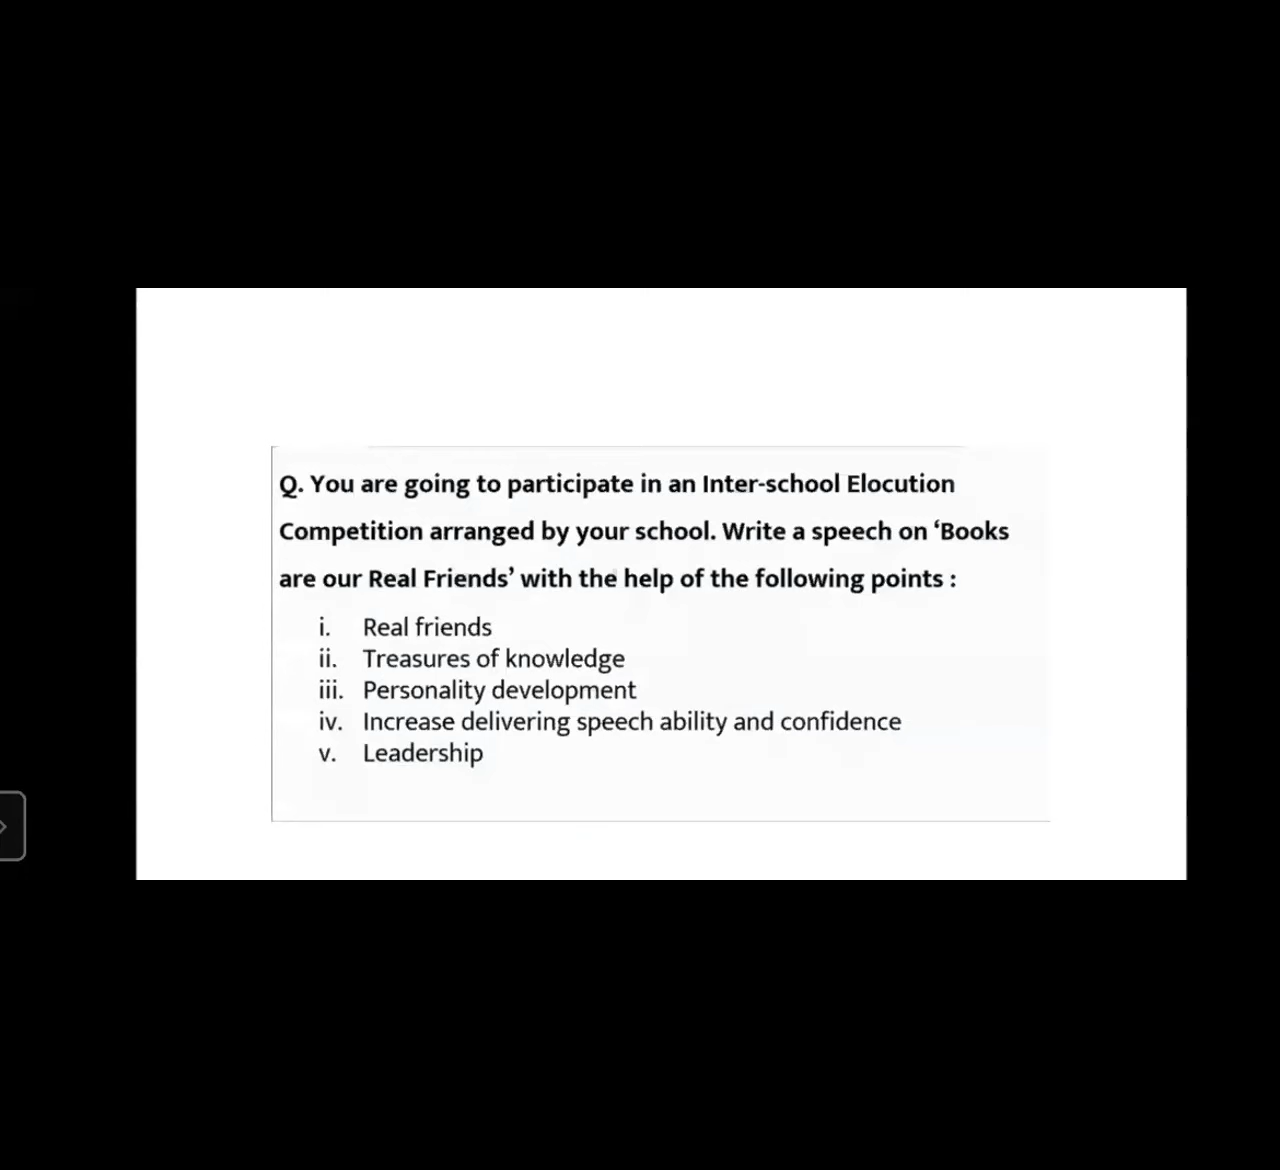 Q. You are going to participate in an Inter-school Elocution
Competition arranged by your school. Write a speech on ‘Books
are our Real Friends’ with the help of the following points :
i. Real friends
ii. Treasures of knowledge
iii. Personality development
iv. Increase delivering speech ability and confidence
v. Leadership